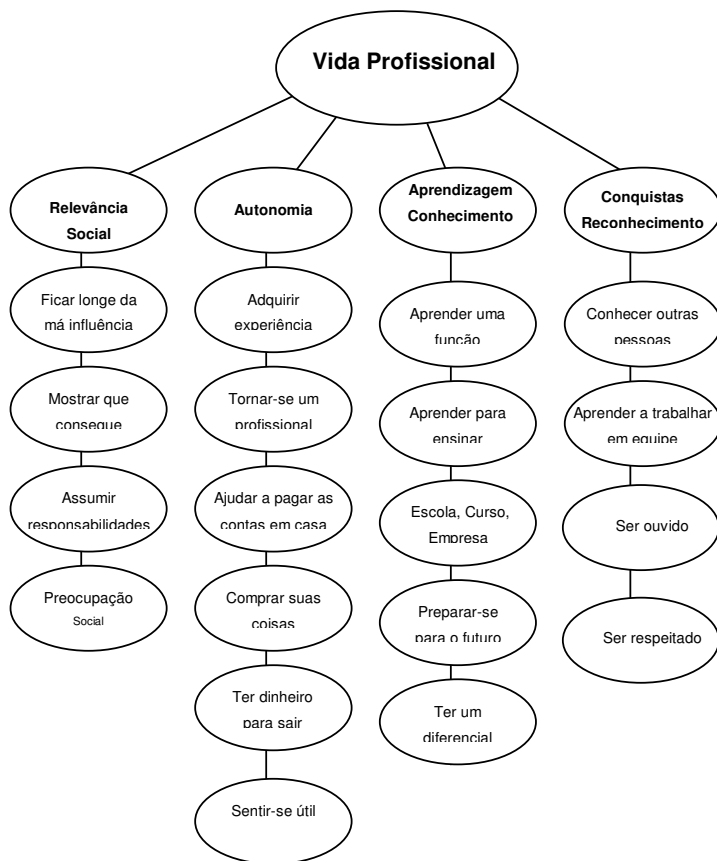 Vida Profissional
Relevância
Social
Ficar longe da
má influência
Mostrar que
consegue
Assumir
responsabilidades
Preocupação
Social
Autonomia
Adquirir
experiência
Tornar-se um
profissional
Ajudar a pagar as
contas em casa
Comprar suas
coisas
Ter dinheiro
para sair
Sentir-se útil
Aprendizagem
Conhecimento
Aprender uma
função
Aprender para
ensinar
Escola, Curso,
Empresa
Preparar-se
para o futuro
Ter um
diferencial
Conquistas
Reconhecimento
Conhecer outras
pessoas
Aprender a trabalhar
em equipe
Ser ouvido
Ser respeitado